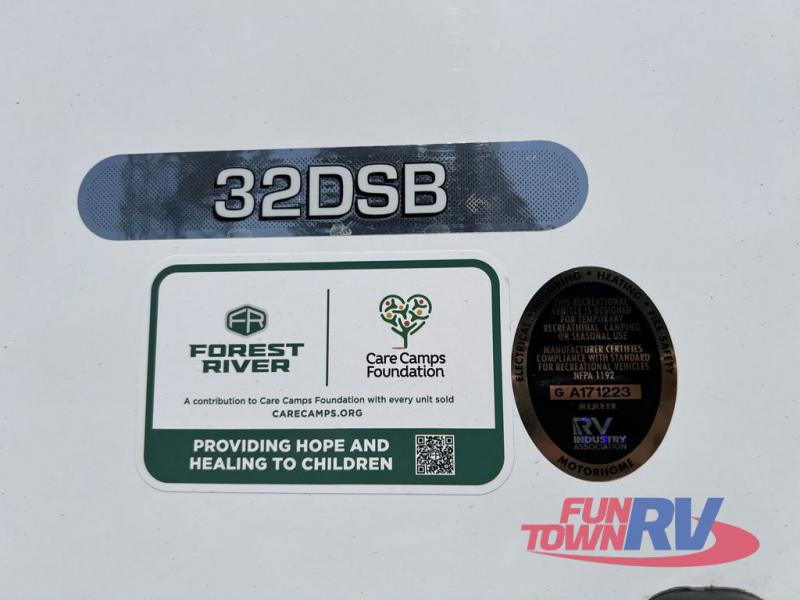 32DSB
FR
FOREST
RIVER
Care Camps
Foundation
A contribution to Care Camps Foundation with every unit sold
CARECAMPS.ORG
PROVIDING HOPE AND
HEALING TO CHILDREN
ELECTRICAL • PLUMBING • HEATING • FIRE SAFETY
THIS RECREATIONAL
VEHICLE IS DESIGNED
FOR TEMPORARY
RECREATIONAL, CAMPING,
OR SEASONAL USE
MANUFACTURER CERTIFIES
COMPLIANCE WITH STANDARD
FOR RECREATIONAL VEHICLES
NFPA 1192
G A171223
MEMBER
RV
INDUSTRY
ASSOCIATION
MOTORHOME
FUN
TOWN RV